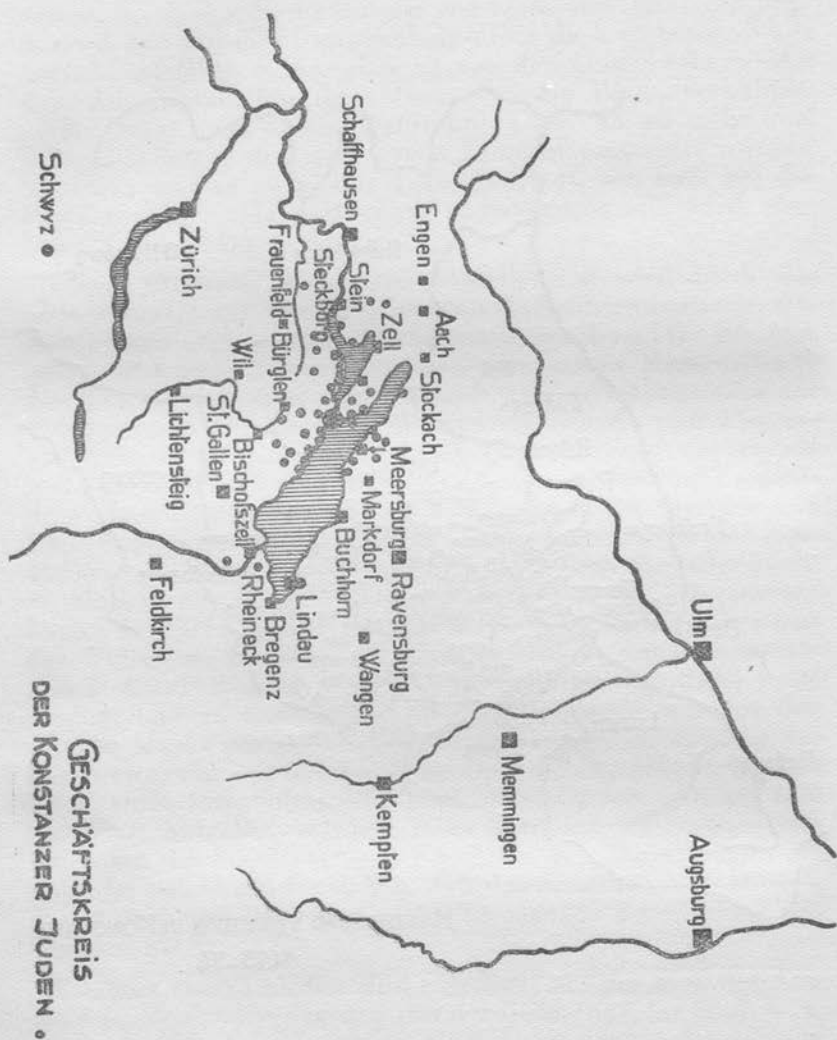 Ulm
Augsburg
Memmingen
Engen
Aach
Stockach
Zell
Stein
Schaffhausen
Steckborg
Meersburg
Ravensburg
Markdorf
Wangen
Kempten
Buchhorn
Frauenfeld
Bürglen
Lindau
Bregenz
Rheineck
Bischofszell
St. Gallen
Wil
Zürich
Lichtensteig
Feldkirch
Schwyz
GESCHÄFTSKREIS
DER KONSTANZER JUDEN